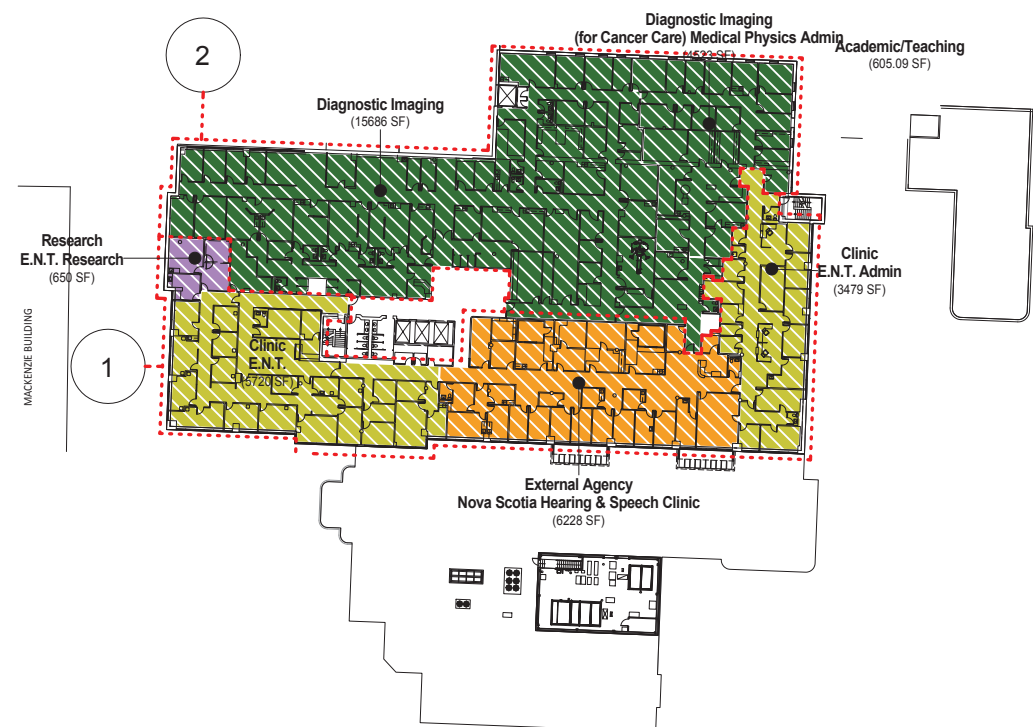 Diagnostic Imaging
(for Cancer Care) Medical Physics Admin
(4533 SF)
Academic/Teaching
(605.09 SF)
2
Diagnostic Imaging
(15686 SF)
Research
E.N.T. Research
(650 SF)
Clinic
E.N.T. Admin
(3479 SF)
MACKENZIE BUILDING
1
Clinic
E.N.T.
(5720 SF)
External Agency
Nova Scotia Hearing & Speech Clinic
(6228 SF)